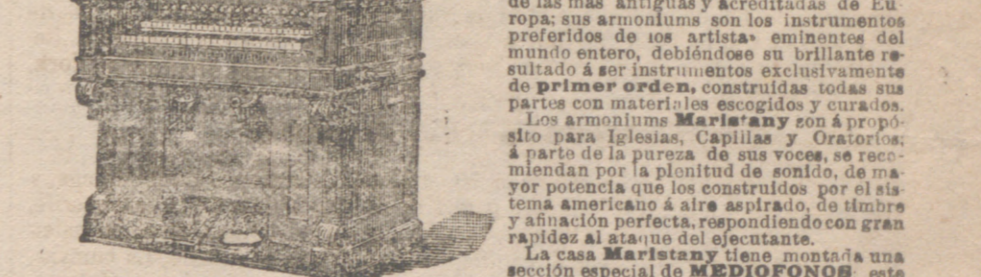 de las más antiguas y acreditadas de Eu-
ropa; sus armoniums son los instrumentos
preferidos de los artistas eminentes del
mundo entero, debiéndose su brillante re-
sultado á ser instrumentos exclusivamente
de primer orden, construidas todas sus
partes con materiales escogidos y curados.
Los armoniums Maristany son á propó-
sito para Iglesias, Capillas y Oratorios;
á parte de la pureza de sus voces, se reco-
miendan por la plenitud de sonido, de ma-
yor potencia que los construidos por el sis-
tema americano á aire aspirado, de timbre
y afinación perfecta, respondiendo con gran
rapidez al ataque del ejecutante.
La casa Maristany tiene montada una
sección especial de MEDIOFONOS este